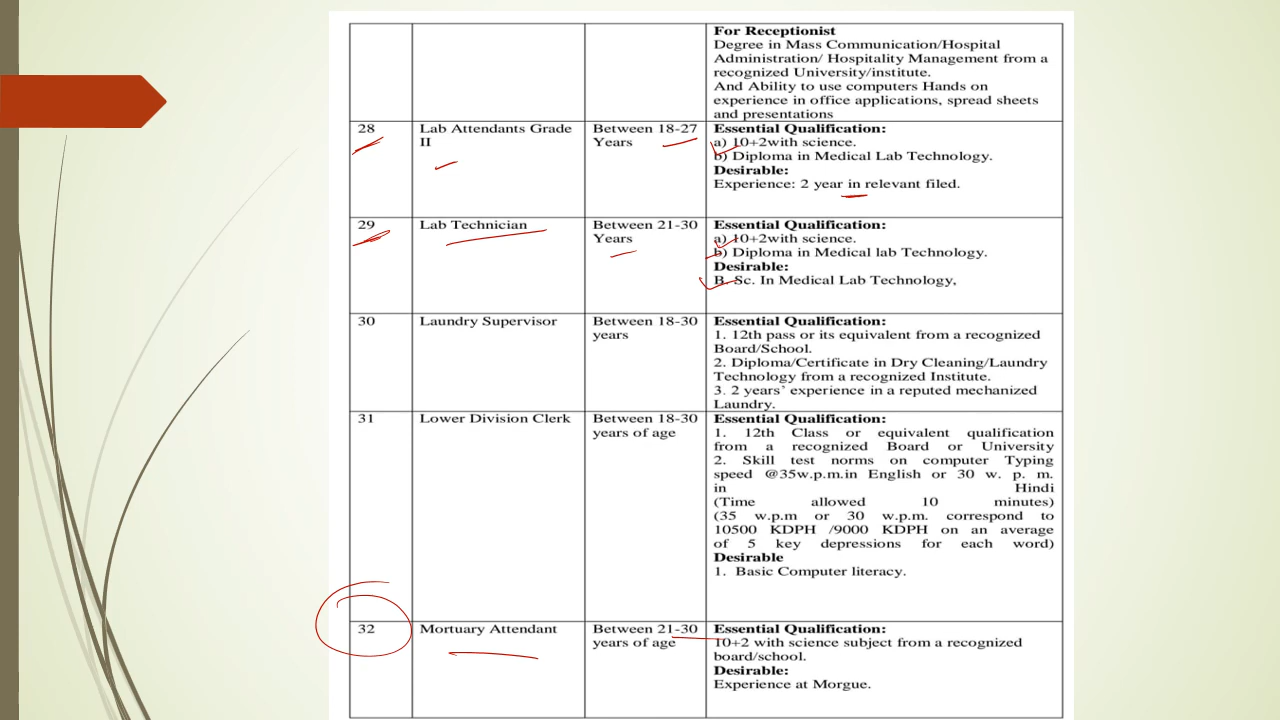 For Receptionist
Degree in Mass Communication/Hospital
Administration/ Hospitality Management from a
recognized University/institute.
And Ability to use computers Hands on
experience in office applications, spread sheets
and presentations
28
Lab Attendants Grade
II
Between 18-27
Years
Essential Qualification:
a) 10+2with science.
b) Diploma in Medical Lab Technology.
Desirable:
Experience: 2 year in relevant filed.
29
Lab Technician
Between 21-30
Years
Essential Qualification:
a) 10+2with science.
b) Diploma in Medical lab Technology.
Desirable:
B. Sc. In Medical Lab Technology,
30
Laundry Supervisor
Between 18-30
years
Essential Qualification:
1. 12th pass or its equivalent from a recognized
Board/School.
2. Diploma/Certificate in Dry Cleaning/Laundry
Technology from a recognized Institute.
3. 2 years’ experience in a reputed mechanized
Laundry.
31
Lower Division Clerk
Between 18-30
years of age
Essential Qualification:
1. 12th Class or equivalent qualification
from a recognized Board or University
2. Skill test norms on computer Typing
speed @35w.p.m.in English or 30 w. p. m.
in Hindi
(Time allowed 10 minutes)
(35 w.p.m or 30 w.p.m. correspond to
10500 KDPH /9000 KDPH on an average
of 5 key depressions for each word)
Desirable
1. Basic Computer literacy.
32
Mortuary Attendant
Between 21-30
years of age
Essential Qualification:
10+2 with science subject from a recognized
board/school.
Desirable:
Experience at Morgue.